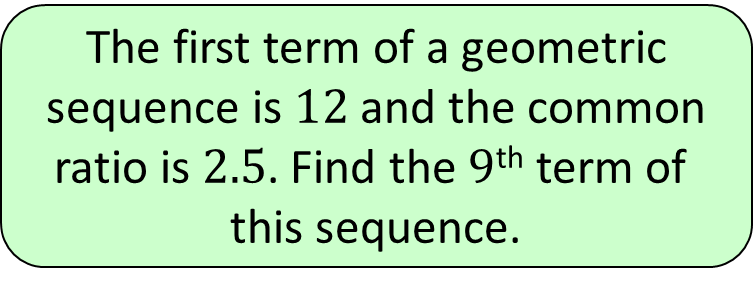 The first term of a geometric
sequence is 12 and the common
ratio is 2.5. Find the 9th term of
this sequence.